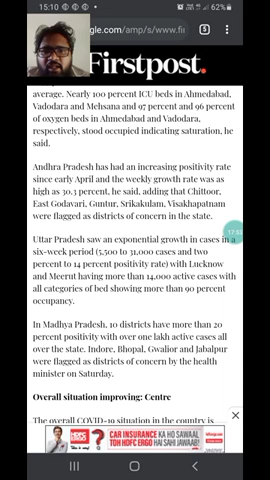 15:10
62%
google.com/amp/s/www.fi
5
Firstpost.
average. Nearly 100 percent ICU beds in Ahmedabad,
Vadodara and Mehsana and 97 percent and 96 percent
of oxygen beds in Ahmedabad and Vadodara,
respectively, stood occupied indicating saturation, he
said.
Andhra Pradesh has had an increasing positivity rate
since early April and the weekly growth rate was as
high as 30.3 percent, he said, adding that Chittoor,
East Godavari, Guntur, Srikakulam, Visakhapatnam
were flagged as districts of concern in the state.
17:53
Uttar Pradesh saw an exponential growth in cases in a
six-week period (5,500 to 31,000 cases and two
percent to 14 percent positivity rate) with Lucknow
and Meerut having more than 14,000 active cases with
all categories of bed showing more than 90 percent
occupancy.
In Madhya Pradesh, 10 districts have more than 20
percent positivity with over one lakh active cases all
over the state. Indore, Bhopal, Gwalior and Jabalpur
were flagged as districts of concern by the health
minister on Saturday.
Overall situation improving: Centre
The overall COVID-19 situation in the country is
HDFC
ERGO
CAR INSURANCE KA HO SAWAAL
TOH HDFC ERGO HAI SAHI JAWAAB!